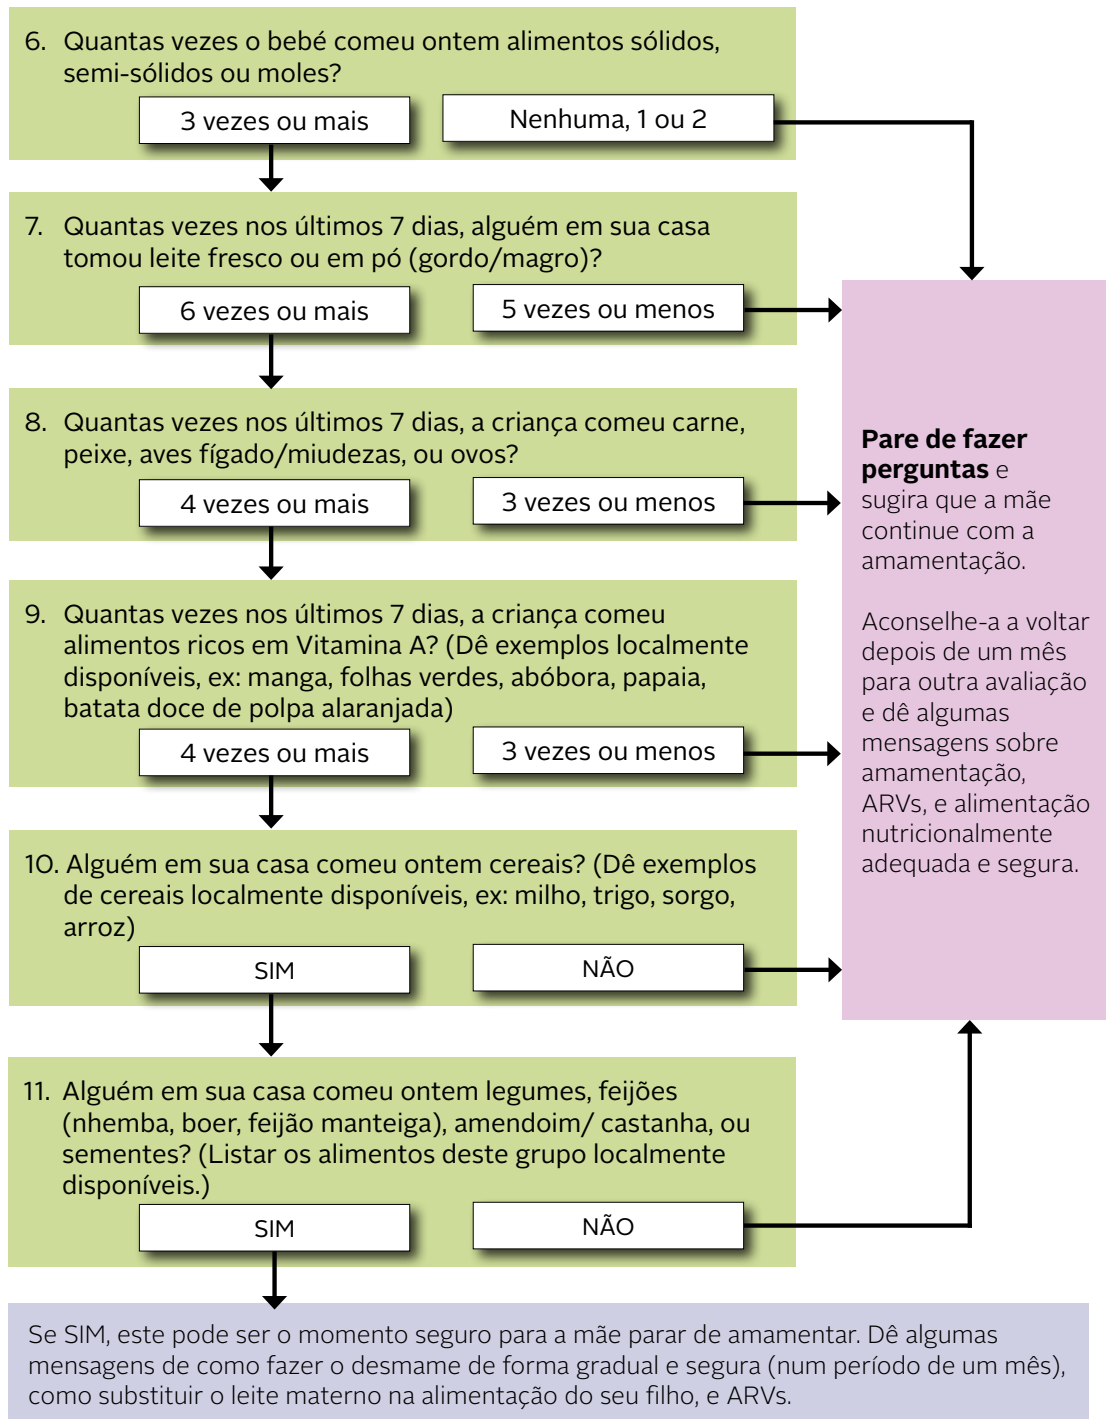 6. Quantas vezes o bebé comeu ontem alimentos sólidos,
semi-sólidos ou moles?
3 vezes ou mais
Nenhuma, 1 ou 2
7. Quantas vezes nos últimos 7 dias, alguém em sua casa
tomou leite fresco ou em pó (gordo/magro)?
6 vezes ou mais
5 vezes ou menos
8. Quantas vezes nos últimos 7 dias, a criança comeu carne,
peixe, aves fígado/miudezas, ou ovos?
4 vezes ou mais
3 vezes ou menos
9. Quantas vezes nos últimos 7 dias, a criança comeu
alimentos ricos em Vitamina A? (Dê exemplos localmente
disponíveis, ex: manga, folhas verdes, abóbora, papaia,
batata doce de polpa alaranjada)
4 vezes ou mais
3 vezes ou menos
10. Alguém em sua casa comeu ontem cereais? (Dê exemplos
de cereais localmente disponíveis, ex: milho, trigo, sorgo,
arroz)
SIM
NÃO
11. Alguém em sua casa comeu ontem legumes, feijões
(nhemba, boer, feijão manteiga), amendoim/ castanha, ou
sementes? (Listar os alimentos deste grupo localmente
disponíveis.)
SIM
NÃO
Pare de fazer
perguntas e
sugira que a mãe
continue com a
amamentação.
Aconselhe-a a voltar
depois de um mês
para outra avaliação
e dê algumas
mensagens sobre
amamentação,
ARVs, e alimentação
nutricionalmente
adequada e segura.
Se SIM, este pode ser o momento seguro para a mãe parar de amamentar. Dê algumas
mensagens de como fazer o desmame de forma gradual e segura (num período de um mês),
como substituir o leite materno na alimentação do seu filho, e ARVs.